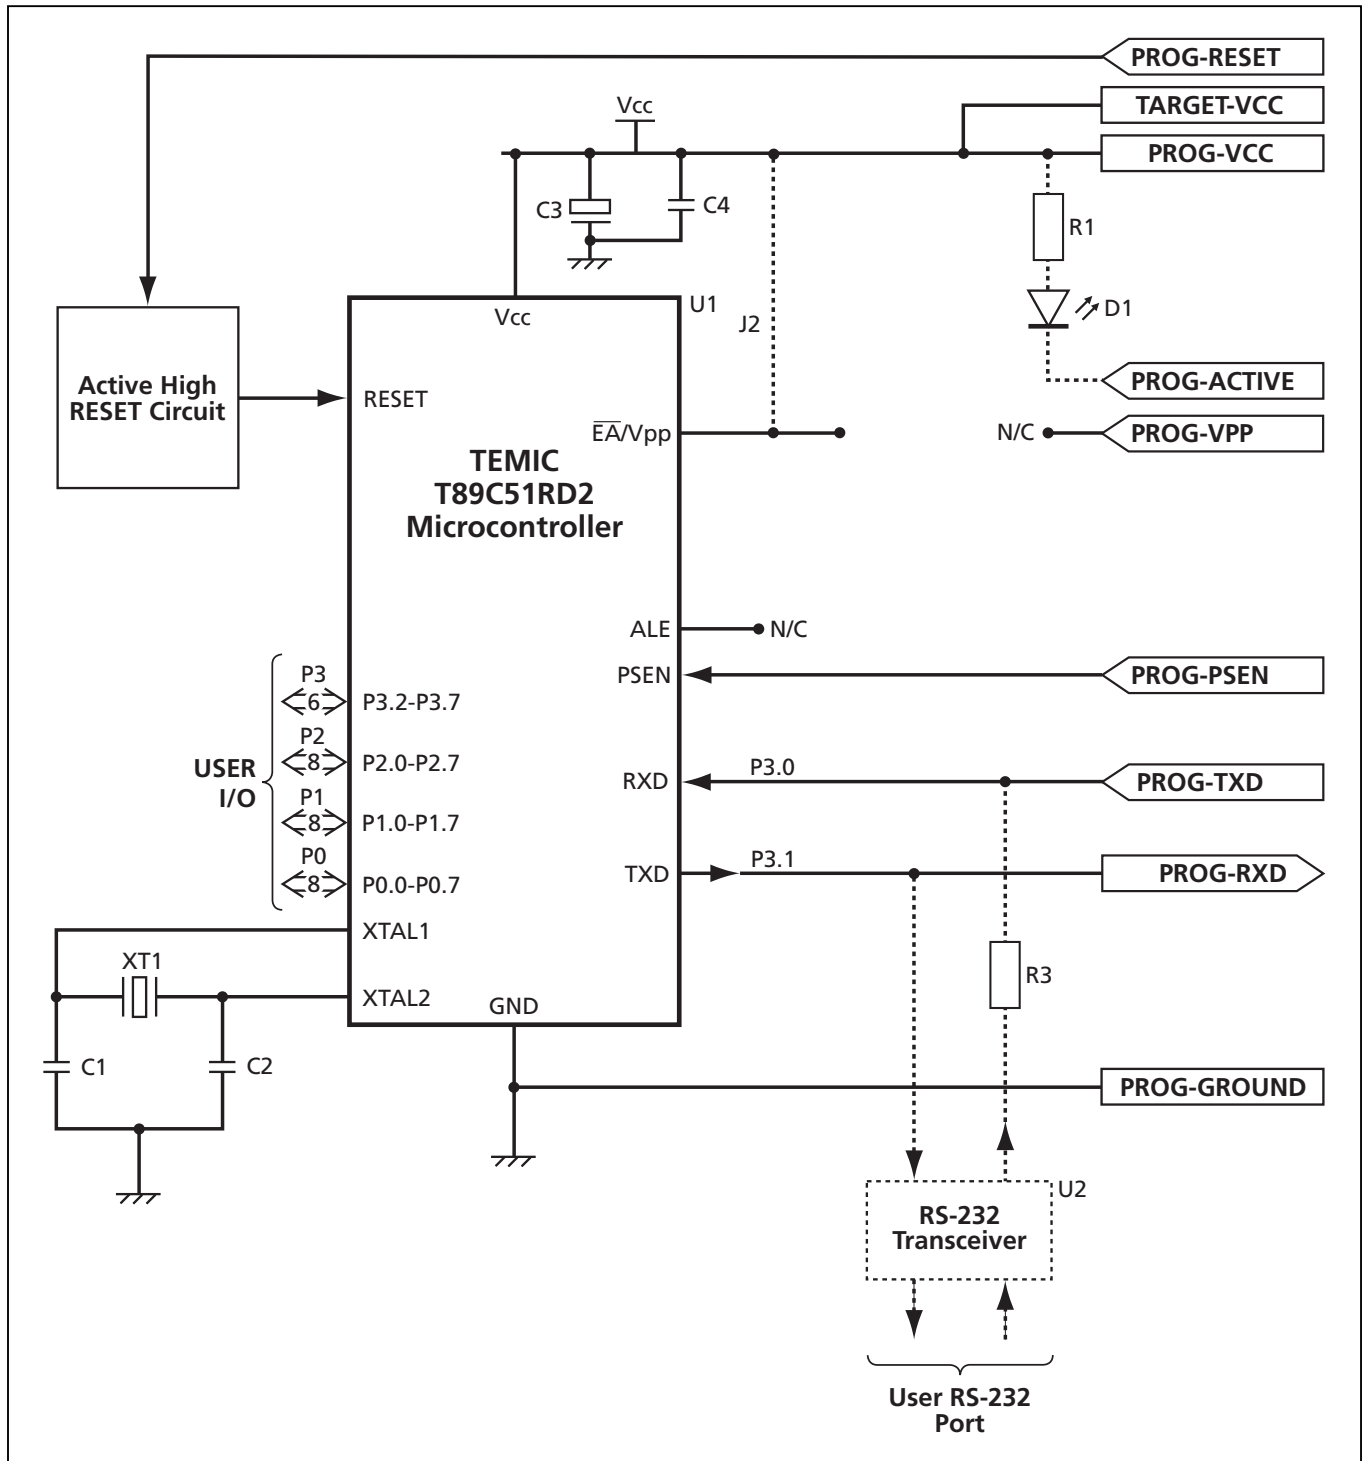 PROG-RESET
TARGET-VCC
Vcc
PROG-VCC
C3
C4
R1
U1
J2
D1
Vcc
Active High
RESET Circuit
RESET
PROG-ACTIVE
E̅A̅/Vpp
N/C
PROG-VPP
TEMIC
T89C51RD2
Microcontroller
ALE
N/C
PSEN
PROG-PSEN
P3
6
P3.2-P3.7
P2
8
P2.0-P2.7
USER
I/O
RXD
P3.0
PROG-TXD
P1
8
P1.0-P1.7
P0
8
P0.0-P0.7
TXD
P3.1
PROG-RXD
XTAL1
XT1
XTAL2
GND
R3
C1
C2
PROG-GROUND
U2
RS-232
Transceiver
User RS-232
Port